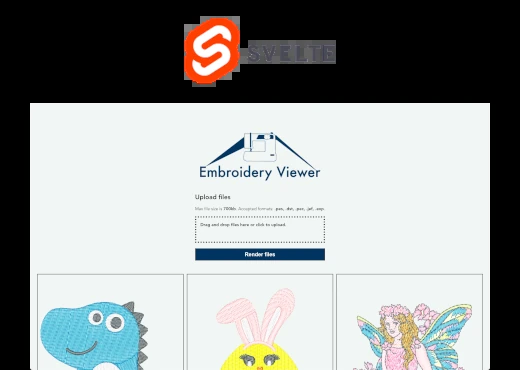 SVELTE
Embroidery Viewer
Upload files
Max file size is 700kb. Accepted formats: .pes, .dst, .pec, .jef, .exp.
Drag and drop files here or click to upload.
Render files